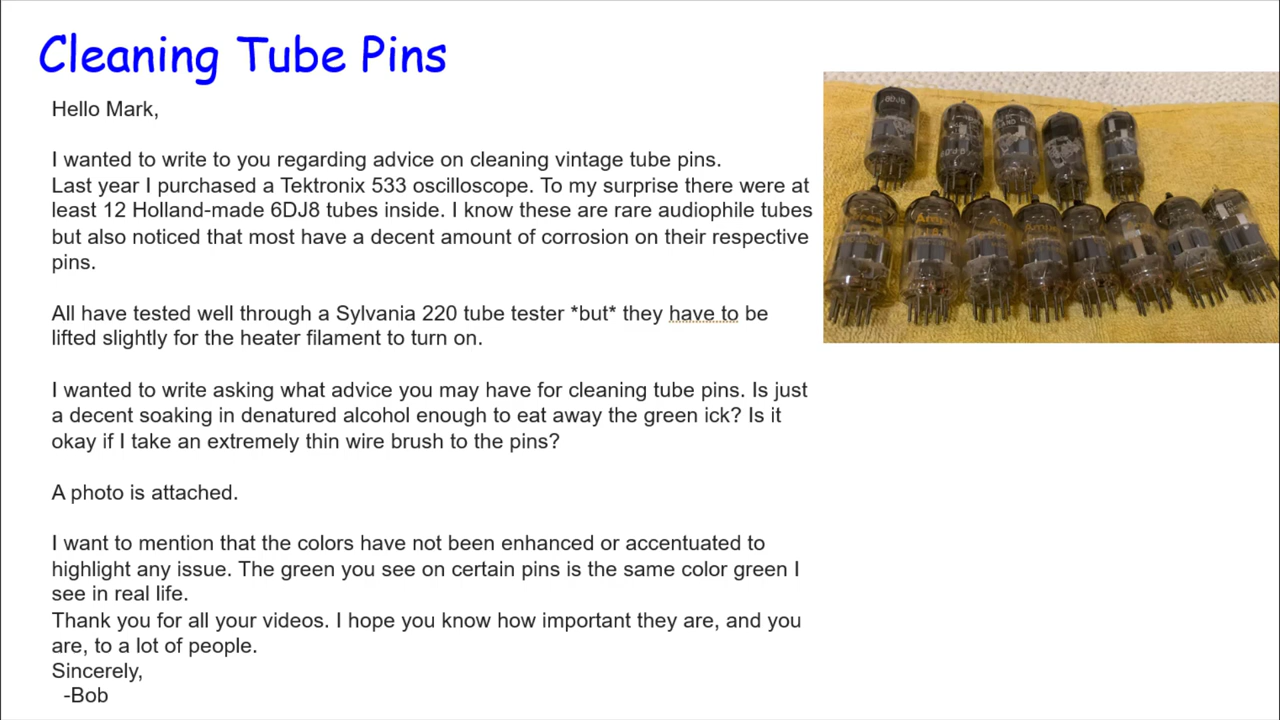 Cleaning Tube Pins
Hello Mark,
I wanted to write to you regarding advice on cleaning vintage tube pins.
Last year I purchased a Tektronix 533 oscilloscope. To my surprise there were at
least 12 Holland-made 6DJ8 tubes inside. I know these are rare audiophile tubes
but also noticed that most have a decent amount of corrosion on their respective
pins.
All have tested well through a Sylvania 220 tube tester *but* they have to be
lifted slightly for the heater filament to turn on.
I wanted to write asking what advice you may have for cleaning tube pins. Is just
a decent soaking in denatured alcohol enough to eat away the green ick? Is it
okay if I take an extremely thin wire brush to the pins?
A photo is attached.
I want to mention that the colors have not been enhanced or accentuated to
highlight any issue. The green you see on certain pins is the same color green I
see in real life.
Thank you for all your videos. I hope you know how important they are, and you
are, to a lot of people.
Sincerely,
-Bob